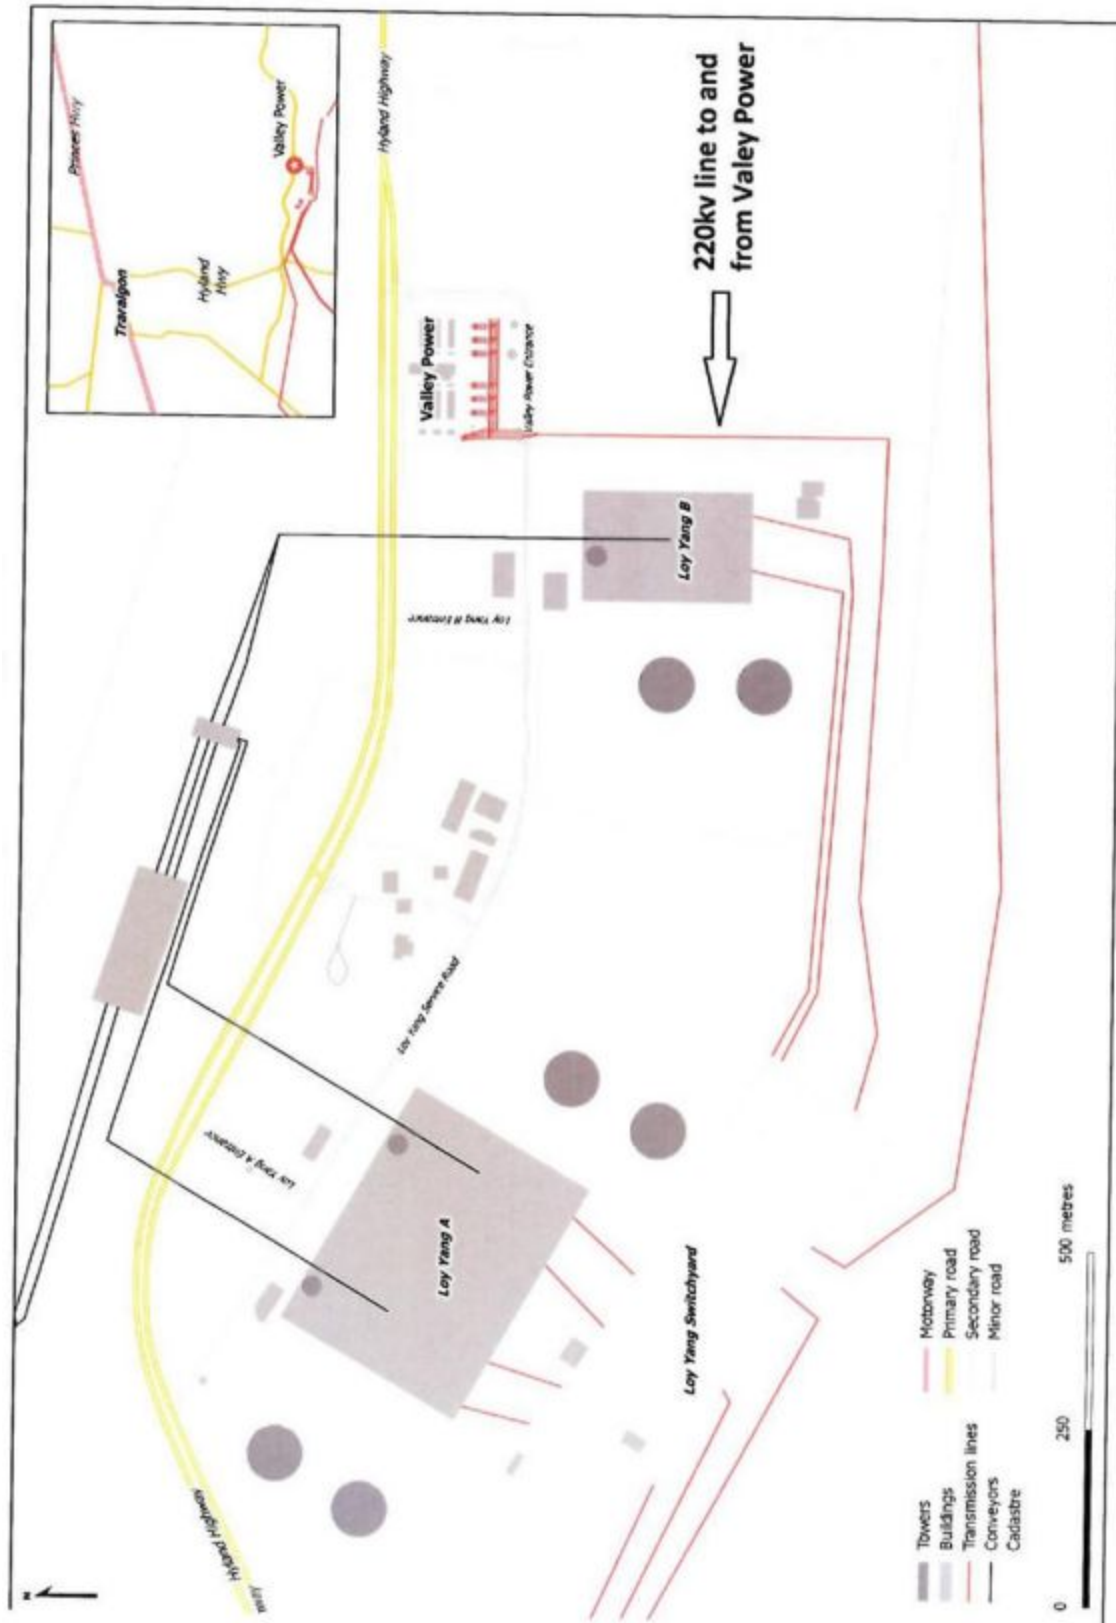 Princes Hwy
Traralgon
Hyland
Hwy
Valley Power
Hyland Highway
Valley Power
Valley Power Entrance
220kv line to and
from Valey Power
Loy Yang B
Loy Yang B Entrance
Loy Yang Service Road
Loy Yang A Entrance
Loy Yang A
Loy Yang Switchyard
Hyland Highway
N
Towers
Buildings
Transmission lines
Conveyors
Cadastre
Motorway
Primary road
Secondary road
Minor road
0
250
500 metres